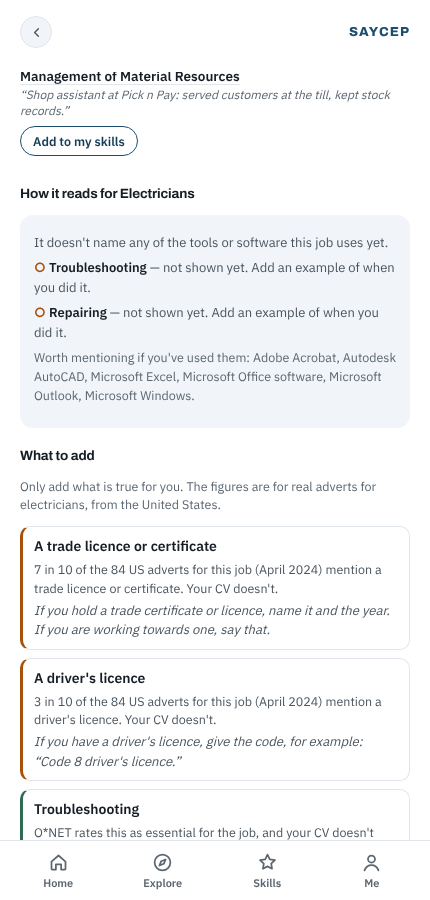 SAYCEP
Management of Material Resources
“Shop assistant at Pick n Pay: served customers at the till, kept stock
records.”
Add to my skills
How it reads for Electricians
It doesn't name any of the tools or software this job uses yet.
Troubleshooting — not shown yet. Add an example of when
you did it.
Repairing — not shown yet. Add an example of when you
did it.
Worth mentioning if you've used them: Adobe Acrobat, Autodesk
AutoCAD, Microsoft Excel, Microsoft Office software, Microsoft
Outlook, Microsoft Windows.
What to add
Only add what is true for you. The figures are for real adverts for
electricians, from the United States.
A trade licence or certificate
7 in 10 of the 84 US adverts for this job (April 2024) mention a
trade licence or certificate. Your CV doesn't.
If you hold a trade certificate or licence, name it and the year.
If you are working towards one, say that.
A driver's licence
3 in 10 of the 84 US adverts for this job (April 2024) mention a
driver's licence. Your CV doesn't.
If you have a driver's licence, give the code, for example:
“Code 8 driver's licence.”
Troubleshooting
O*NET rates this as essential for the job, and your CV doesn't
Home
Explore
Skills
Me